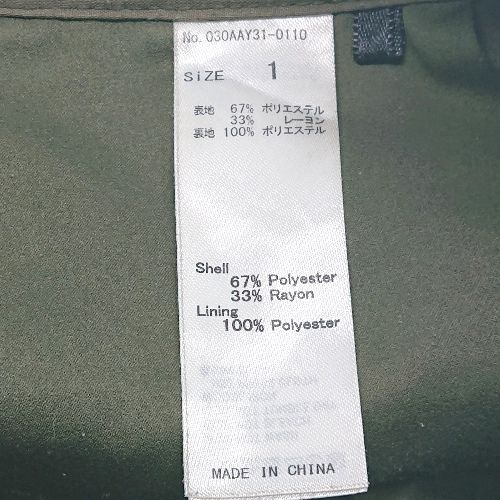 No. 030AAY31-0110
SiZE 1
表地 67% ポリエステル
33% レーヨン
裏地 100% ポリエステル
Shell
67% Polyester
33% Rayon
Lining
100% Polyester
MADE IN CHINA